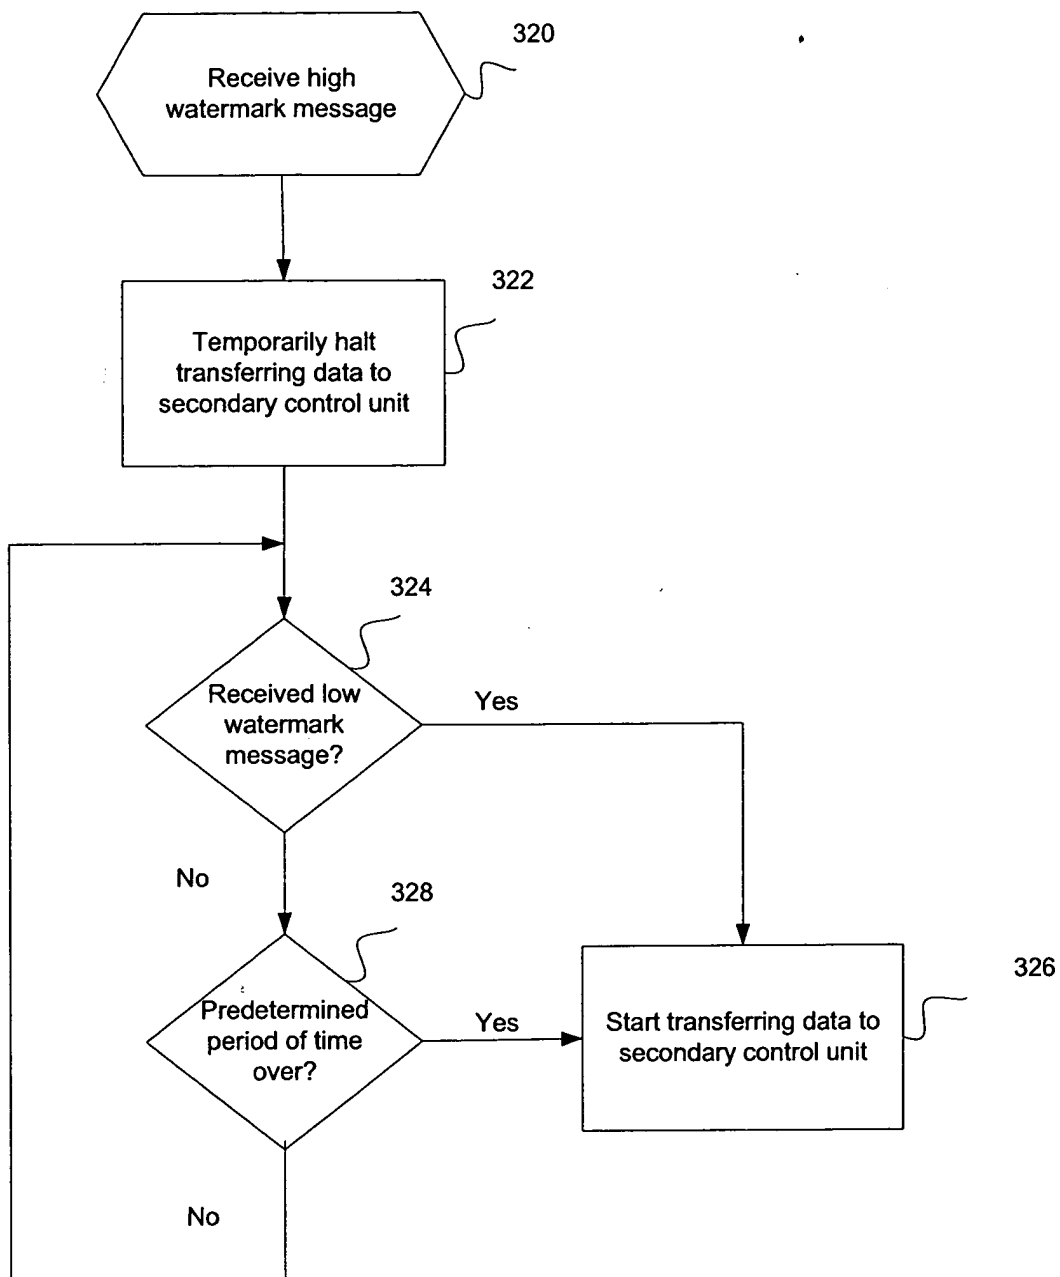 320
Receive high
watermark message
322
Temporarily halt
transferring data to
secondary control unit
324
Received low
watermark
message?
Yes
No
328
326
Predetermined
period of time
over?
Yes
Start transferring data to
secondary control unit
No